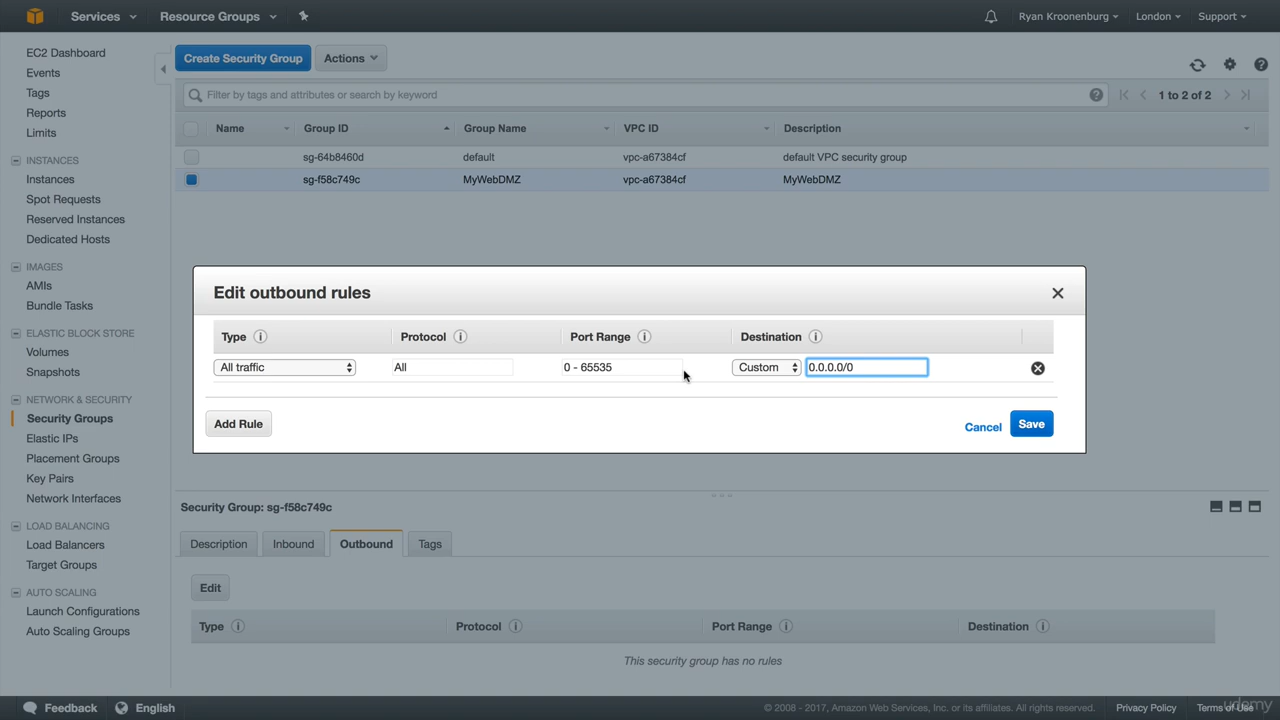 Services Resource Groups Ryan Kroonenburg London Support
EC2 Dashboard
Events
Tags
Reports
Limits
INSTANCES
Instances
Spot Requests
Reserved Instances
Dedicated Hosts
IMAGES
AMIs
Bundle Tasks
ELASTIC BLOCK STORE
Volumes
Snapshots
NETWORK & SECURITY
Security Groups
Elastic IPs
Placement Groups
Key Pairs
Network Interfaces
LOAD BALANCING
Load Balancers
Target Groups
AUTO SCALING
Launch Configurations
Auto Scaling Groups
Create Security Group Actions
Filter by tags and attributes or search by keyword 1 to 2 of 2
Name Group ID Group Name VPC ID Description
sg-64b8460d default vpc-a67384cf default VPC security group
sg-f58c749c MyWebDMZ vpc-a67384cf MyWebDMZ
Edit outbound rules
Type Protocol Port Range Destination
All traffic All 0 - 65535 Custom 0.0.0.0/0
Add Rule Cancel Save
Security Group: sg-f58c749c
Description Inbound Outbound Tags
Edit
Type Protocol Port Range Destination
This security group has no rules
Feedback English © 2008 - 2017, Amazon Web Services, Inc. or its affiliates. All rights reserved. Privacy Policy Terms of Use
udemy